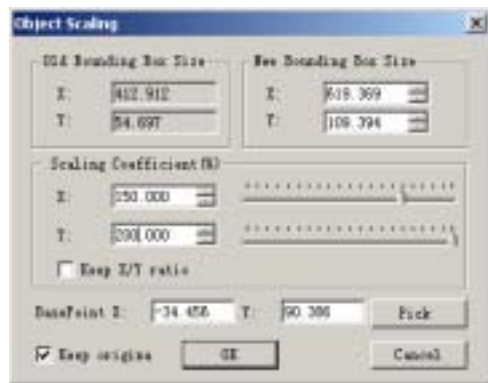 Object Scaling
Old Bounding Box Size
New Bounding Box Size
X: 412.912
X: 619.369
Y: 54.697
Y: 109.394
Scaling Coefficient(%)
X: 150.000
Y: 200.000
Keep X/Y ratio
BasePoint X: -34.456 Y: 90.386 Pick
Keep origina OK Cancel